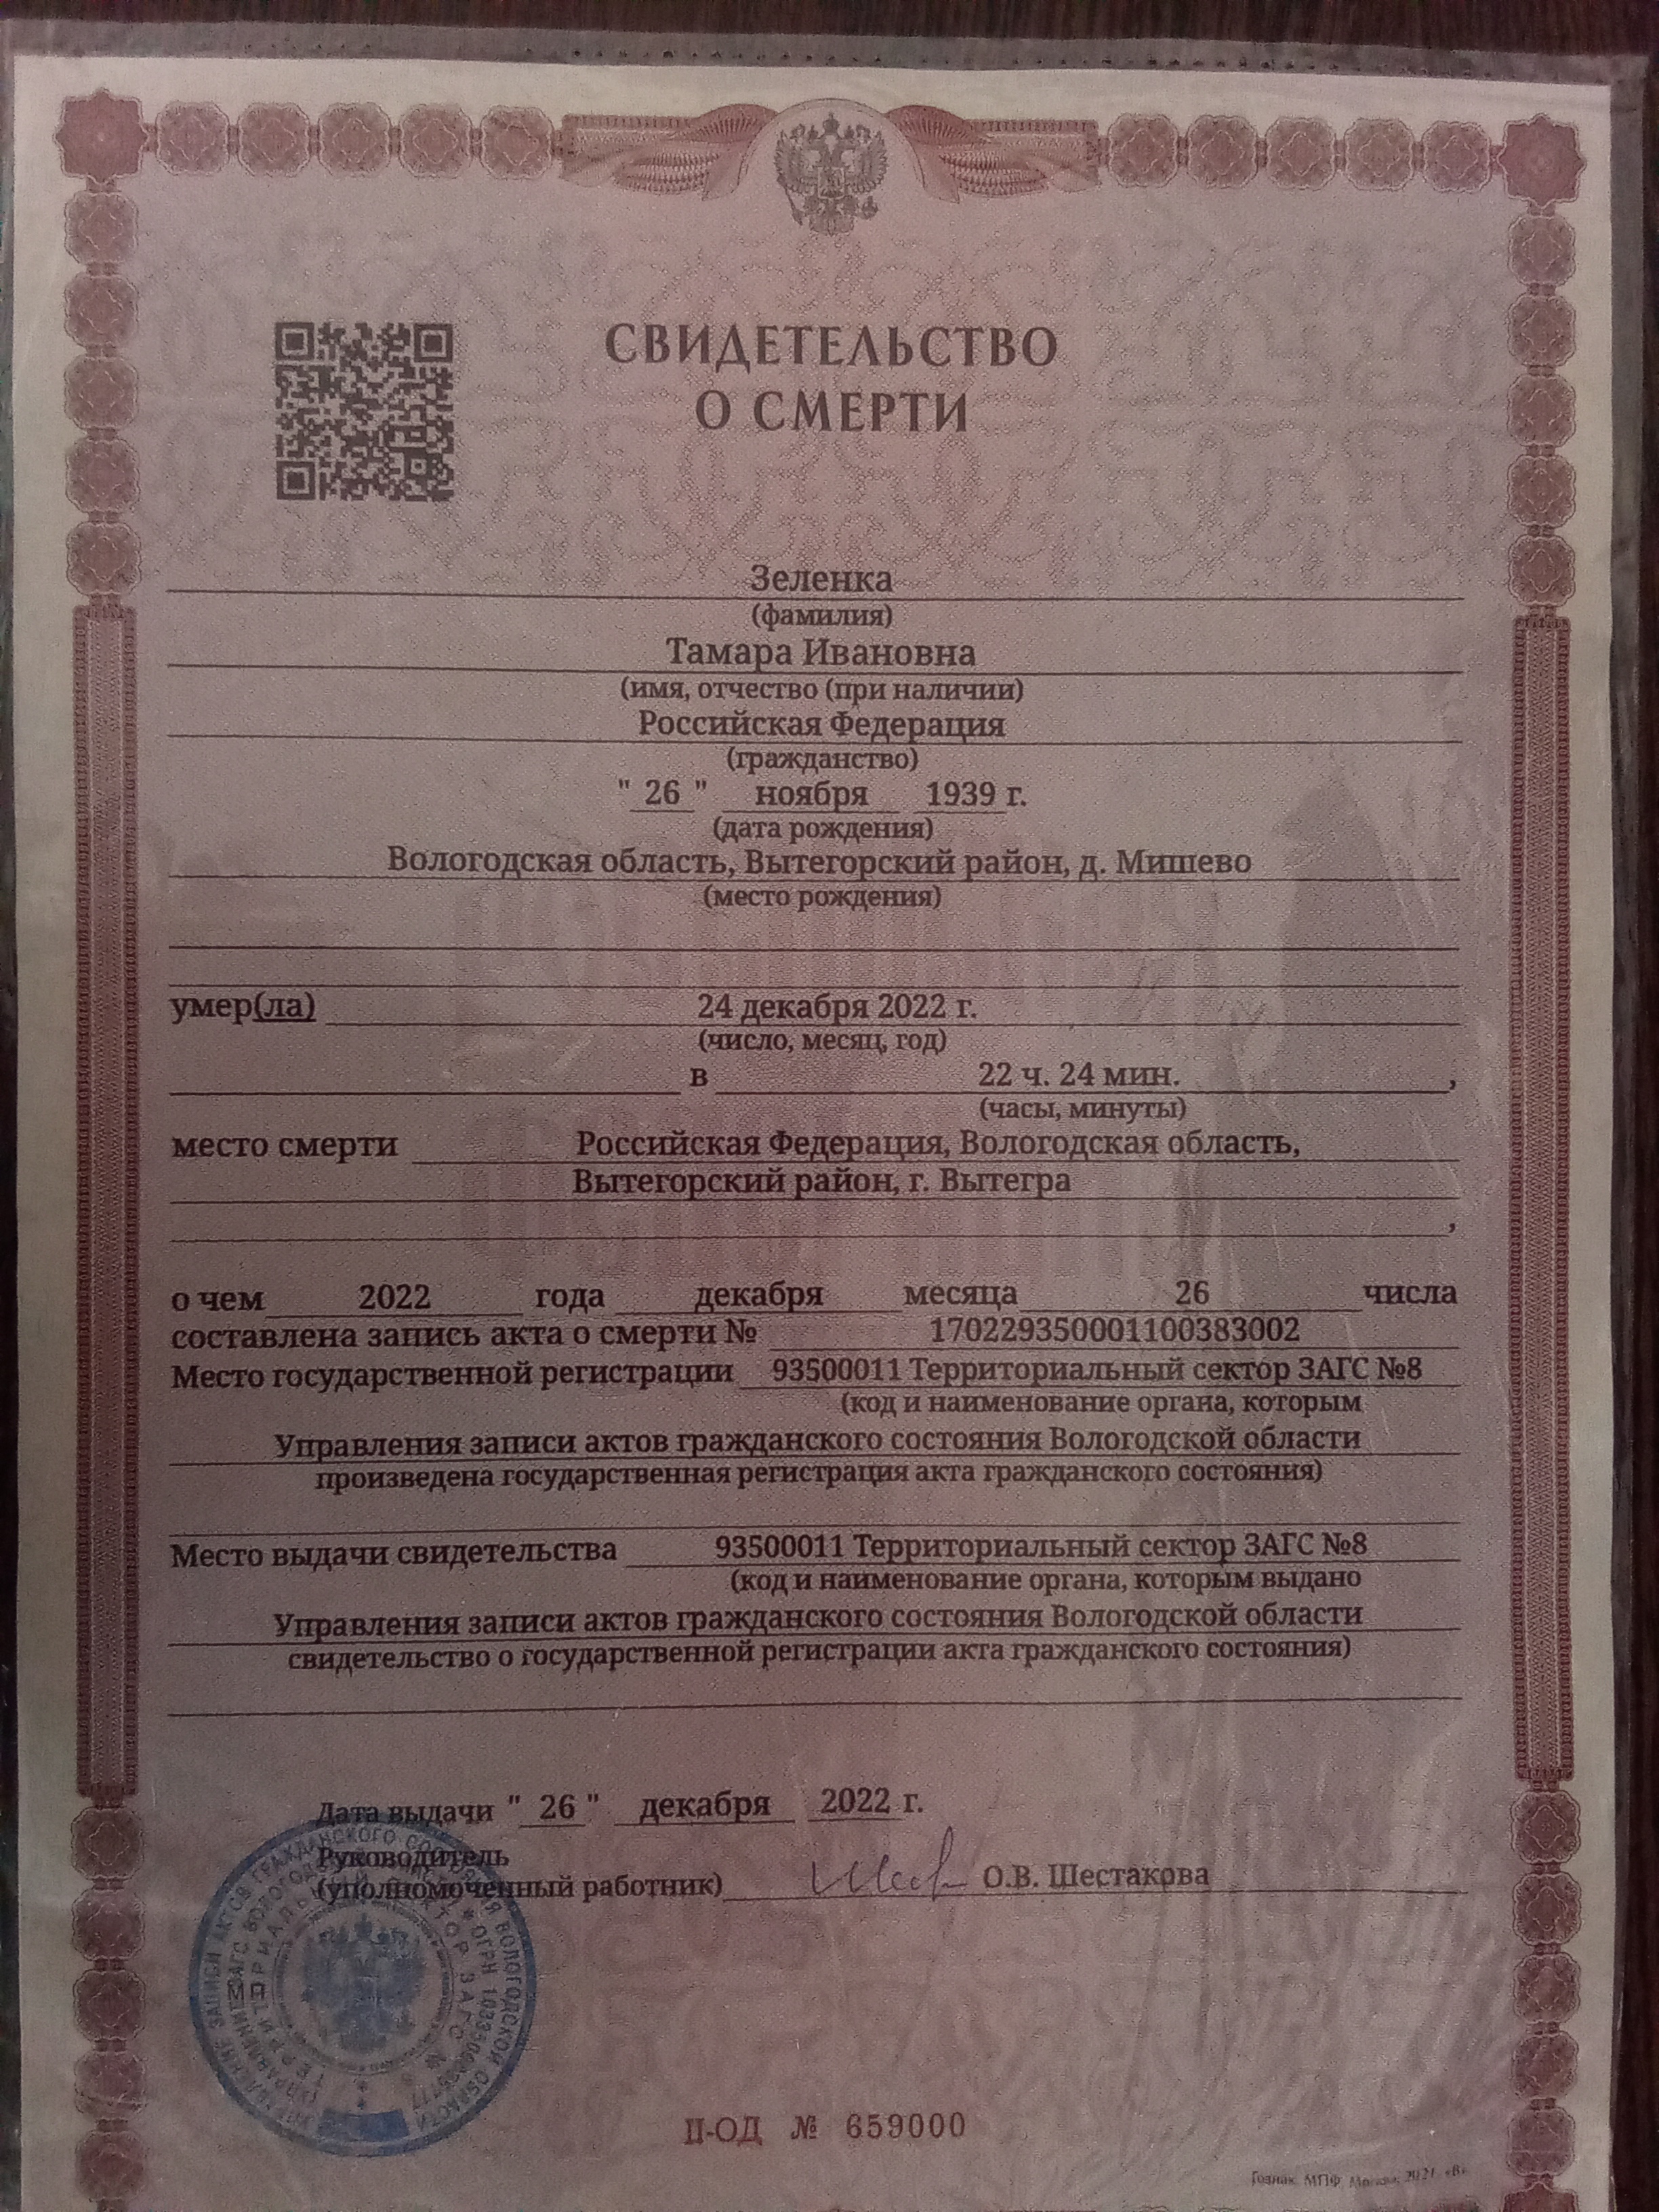 СВИДЕТЕЛЬСТВО
О СМЕРТИ
Зеленка
(фамилия)
Тамара Ивановна
(имя, отчество (при наличии)
Российская Федерация
(гражданство)
" 26 " ноября 1939 г.
(дата рождения)
Вологодская область, Вытегорский район, д. Мишево
(место рождения)
умер(ла) 24 декабря 2022 г.
(число, месяц, год)
в 22 ч. 24 мин. ,
(часы, минуты)
место смерти Российская Федерация, Вологодская область,
Вытегорский район, г. Вытегра
,
о чем 2022 года декабря месяца 26 числа
составлена запись акта о смерти № 170229350001100383002
Место государственной регистрации 93500011 Территориальный сектор ЗАГС №8
(код и наименование органа, которым
Управления записи актов гражданского состояния Вологодской области
произведена государственная регистрация акта гражданского состояния)
Место выдачи свидетельства 93500011 Территориальный сектор ЗАГС №8
(код и наименование органа, которым выдано
Управления записи актов гражданского состояния Вологодской области
свидетельство о государственной регистрации акта гражданского состояния)
Дата выдачи " 26 " декабря 2022 г.
Руководитель
(уполномоченный работник) О.В. Шестакова
МП
II-ОД № 659000
Гознак. МПФ. Москва. 2021. «В»